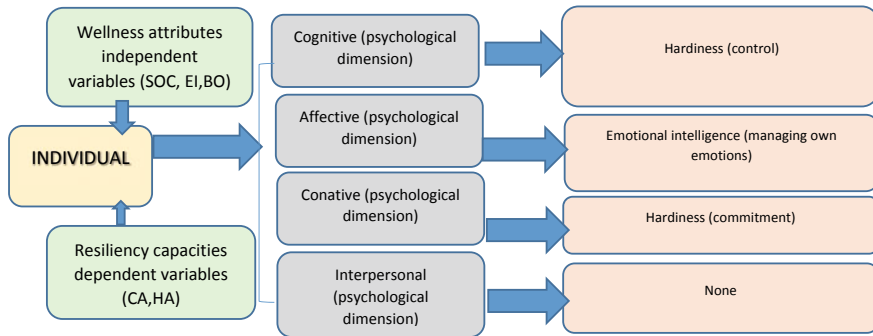 Wellness attributes
independent
variables (SOC, EI,BO)
INDIVIDUAL
Resiliency capacities
dependent variables
(CA,HA)
Cognitive (psychological
dimension)
Hardiness (control)
Affective (psychological
dimension)
Emotional intelligence (managing own
emotions)
Conative (psychological
dimension)
Hardiness (commitment)
Interpersonal
(psychological
dimension)
None